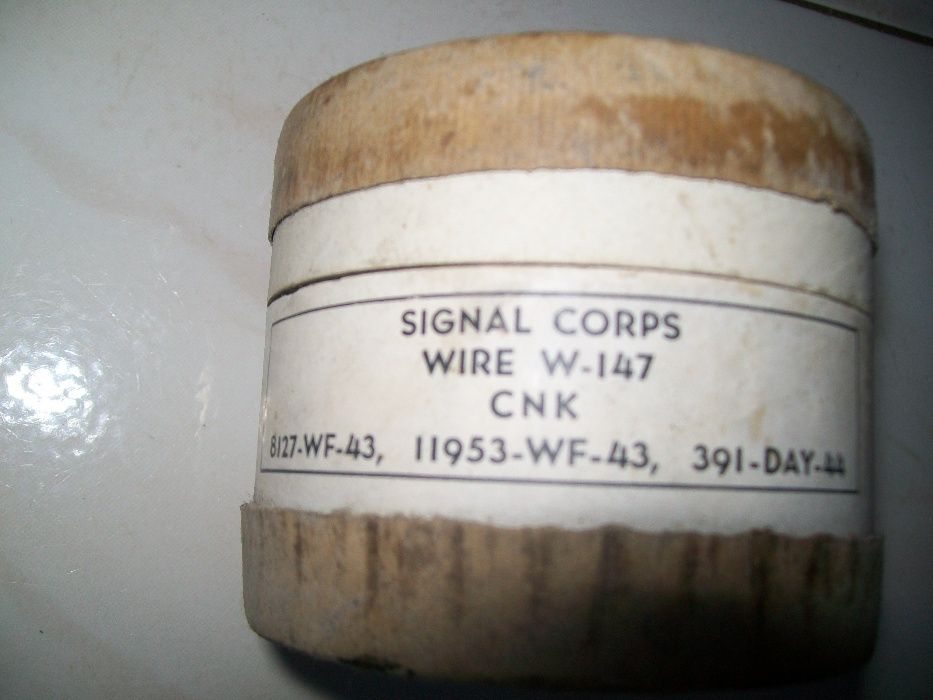 SIGNAL CORPS
WIRE W-147
CNK
8127-WF-43, 11953-WF-43, 391-DAY-44